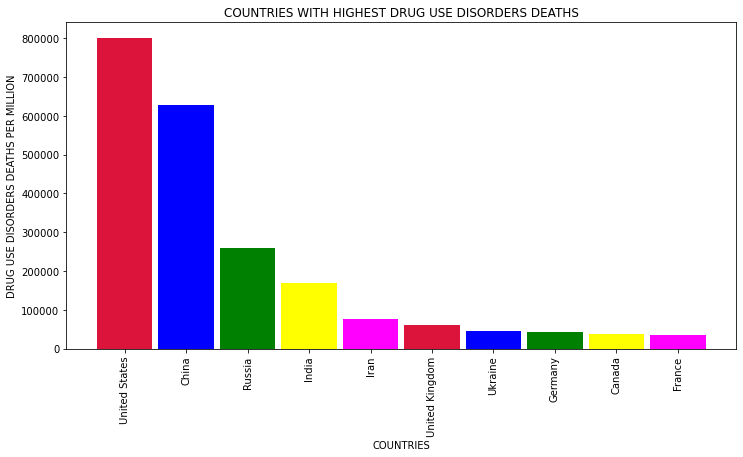 COUNTRIES WITH HIGHEST DRUG USE DISORDERS DEATHS
DRUG USE DISORDERS DEATHS PER MILLION
800000
700000
600000
500000
400000
300000
200000
100000
0
United States
China
Russia
India
Iran
United Kingdom
Ukraine
Germany
Canada
France
COUNTRIES